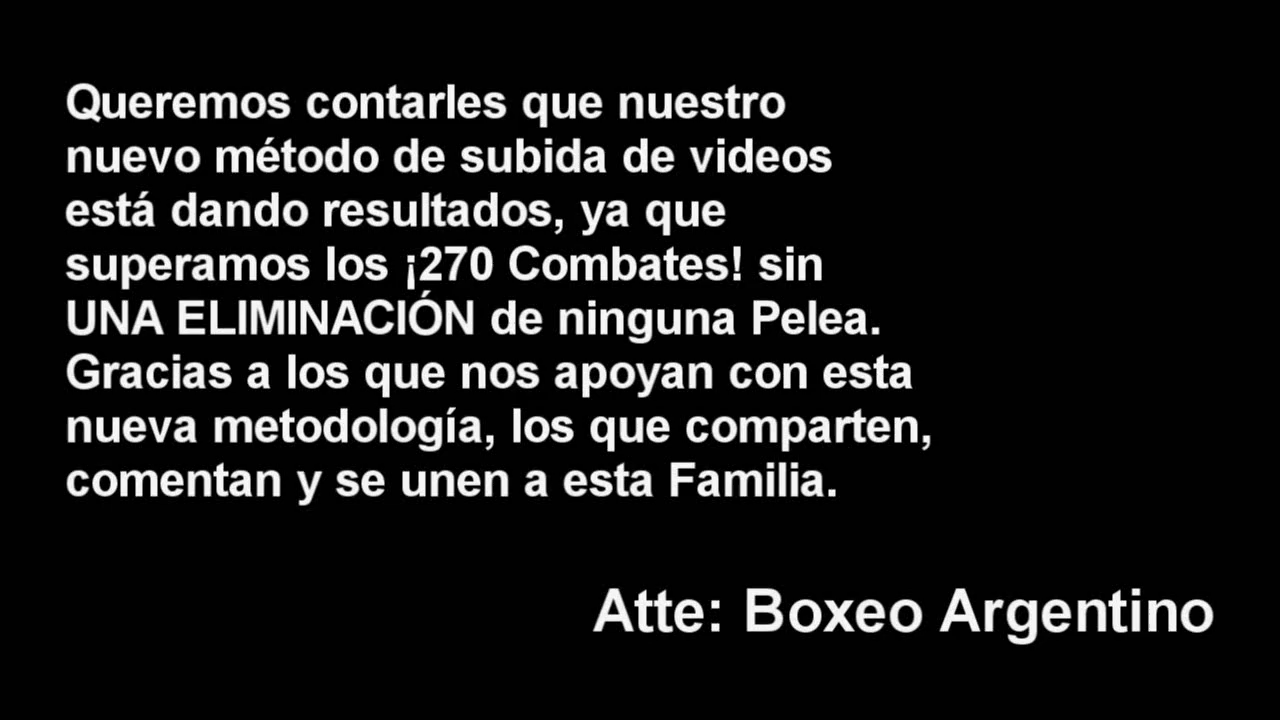 Queremos contarles que nuestro
nuevo método de subida de videos
está dando resultados, ya que
superamos los ¡270 Combates! sin
UNA ELIMINACIÓN de ninguna Pelea.
Gracias a los que nos apoyan con esta
nueva metodología, los que comparten,
comentan y se unen a esta Familia.
Atte: Boxeo Argentino